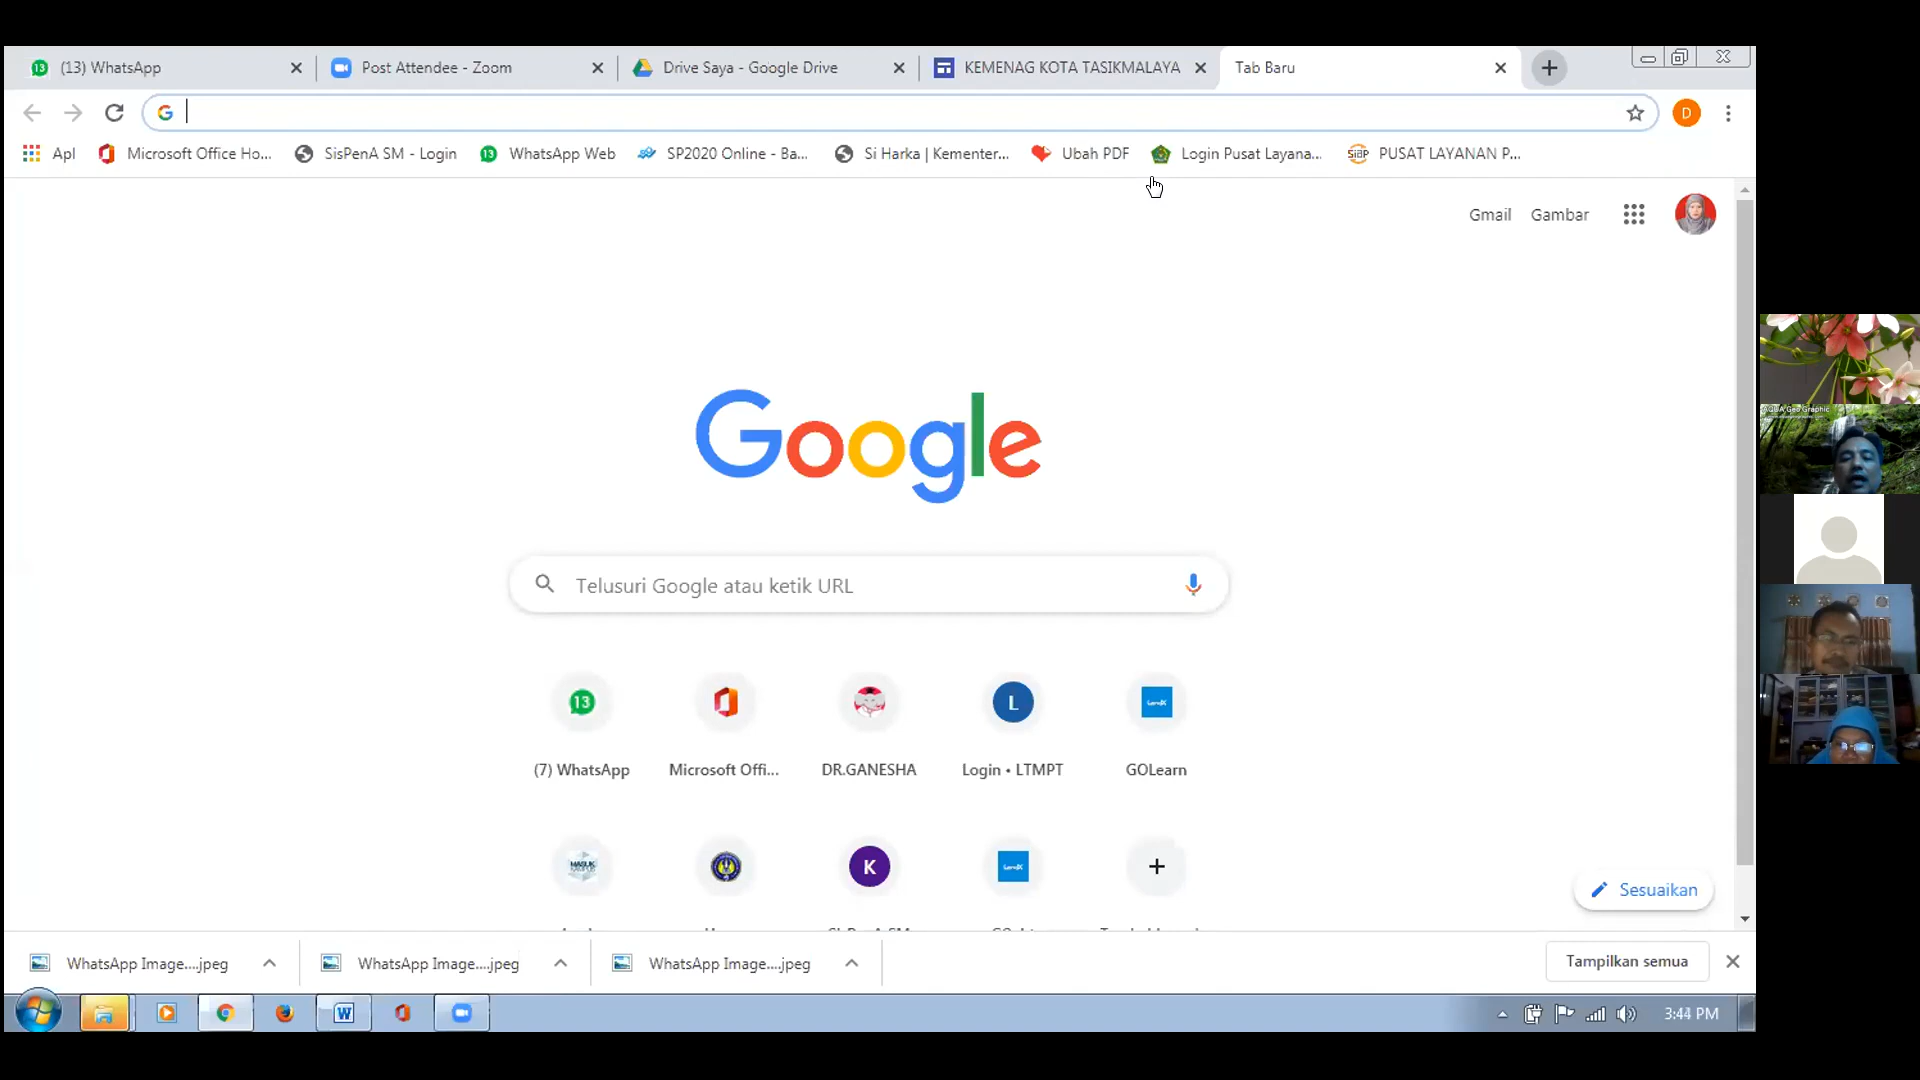 (13) WhatsApp
Post Attendee - Zoom
Drive Saya - Google Drive
KEMENAG KOTA TASIKMALAYA
Tab Baru
D
Apl
Microsoft Office Ho...
SisPenA SM - Login
WhatsApp Web
SP2020 Online - Ba...
Si Harka | Kementer...
Ubah PDF
Login Pusat Layana...
siap
PUSAT LAYANAN P...
Gmail
Gambar
Google
Telusuri Google atau ketik URL
13
L
(7) WhatsApp
Microsoft Offi...
DR.GANESHA
Login • LTMPT
GOLearn
K
Sesuaikan
WhatsApp Image....jpeg
WhatsApp Image....jpeg
WhatsApp Image....jpeg
Tampilkan semua
3:44 PM